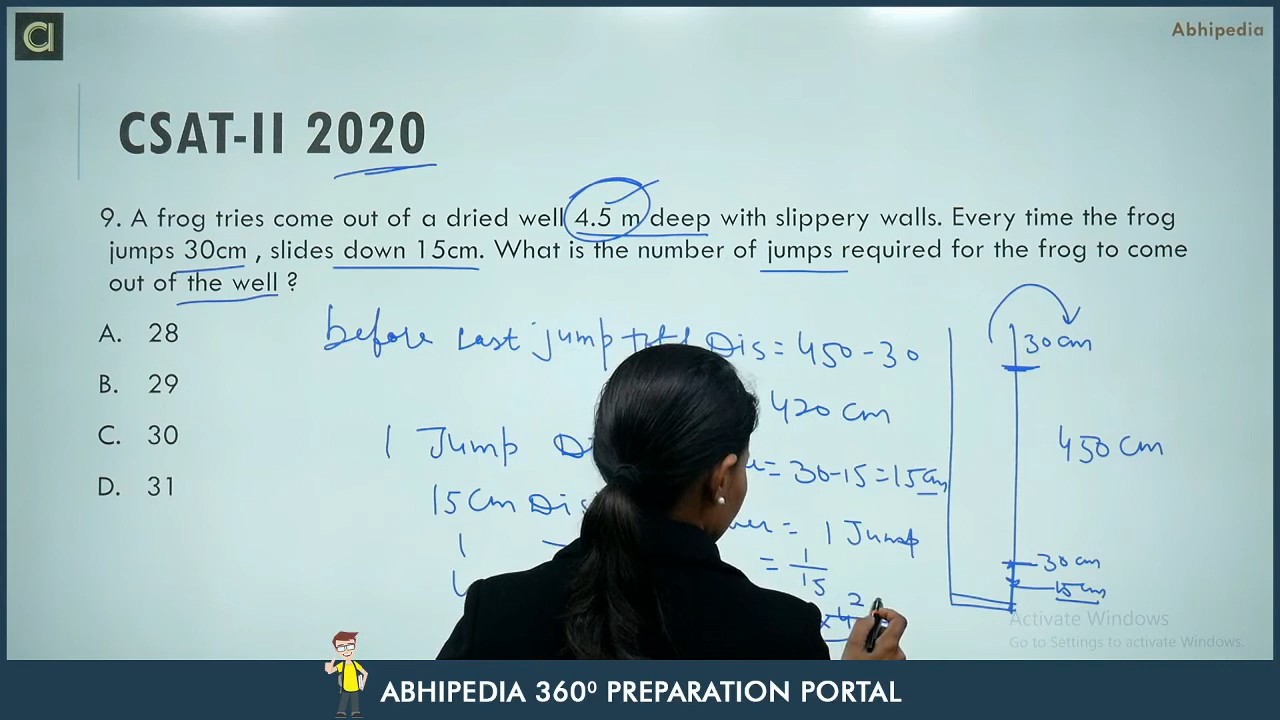 Abhipedia
CSAT-II 2020
9. A frog tries come out of a dried well 4.5 m deep with slippery walls. Every time the frog
jumps 30cm , slides down 15cm. What is the number of jumps required for the frog to come
out of the well ?
A. 28
B. 29
C. 30
D. 31
before last jump Dis = 450 - 30
420 cm
1 Jump = 30-15 = 15 cm
15 Cm Dis = 1 Jump
1 = 1/15
30 cm
450 cm
30 cm
15 cm
Activate Windows
Go to Settings to activate Windows.
ABHIPEDIA 360⁰ PREPARATION PORTAL